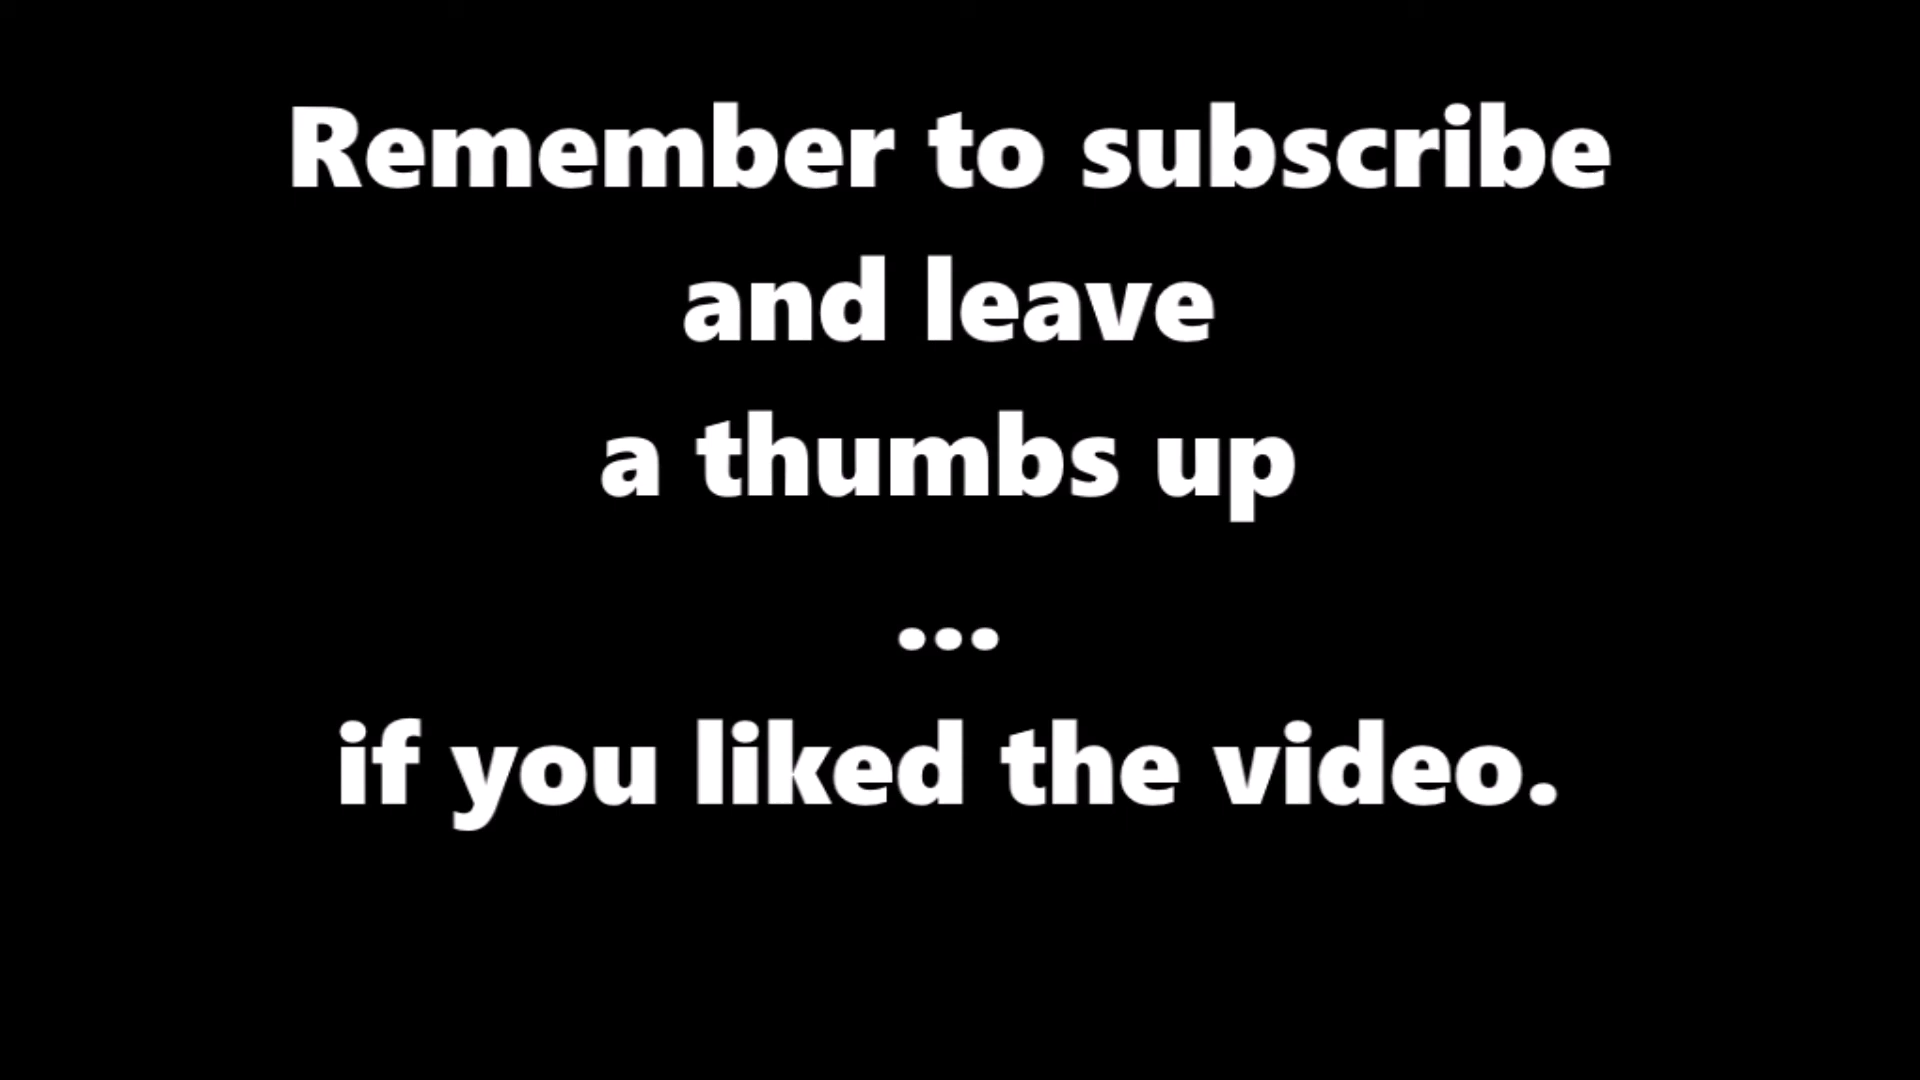 Remember to subscribe
and leave
a thumbs up
...
if you liked the video.